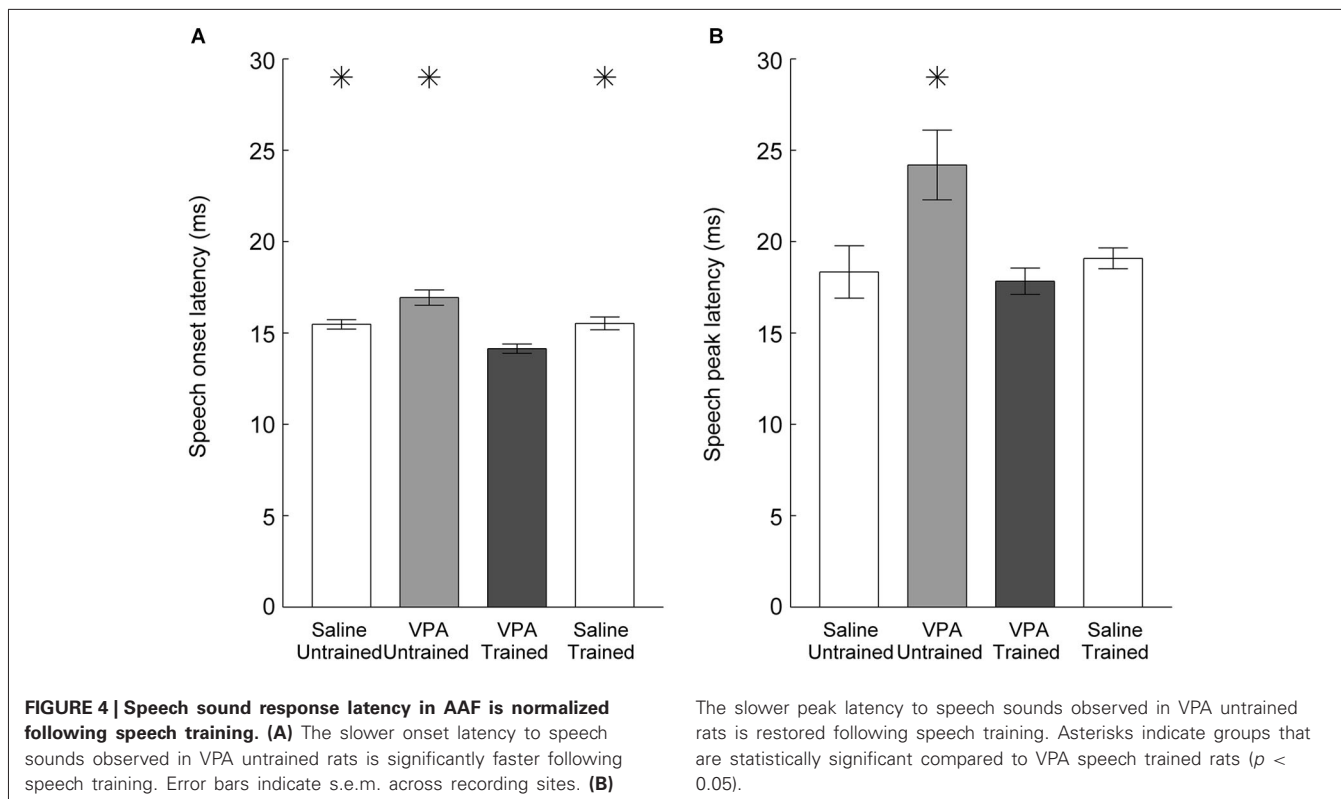 A
30
25
20
15
10
5
0
Speech onset latency (ms)
Saline
Untrained
VPA
Untrained
VPA
Trained
Saline
Trained
B
30
25
20
15
10
5
0
Speech peak latency (ms)
Saline
Untrained
VPA
Untrained
VPA
Trained
Saline
Trained
FIGURE 4 | Speech sound response latency in AAF is normalized
following speech training. (A) The slower onset latency to speech
sounds observed in VPA untrained rats is significantly faster following
speech training. Error bars indicate s.e.m. across recording sites. (B)
The slower peak latency to speech sounds observed in VPA untrained
rats is restored following speech training. Asterisks indicate groups that
are statistically significant compared to VPA speech trained rats (p <
0.05).